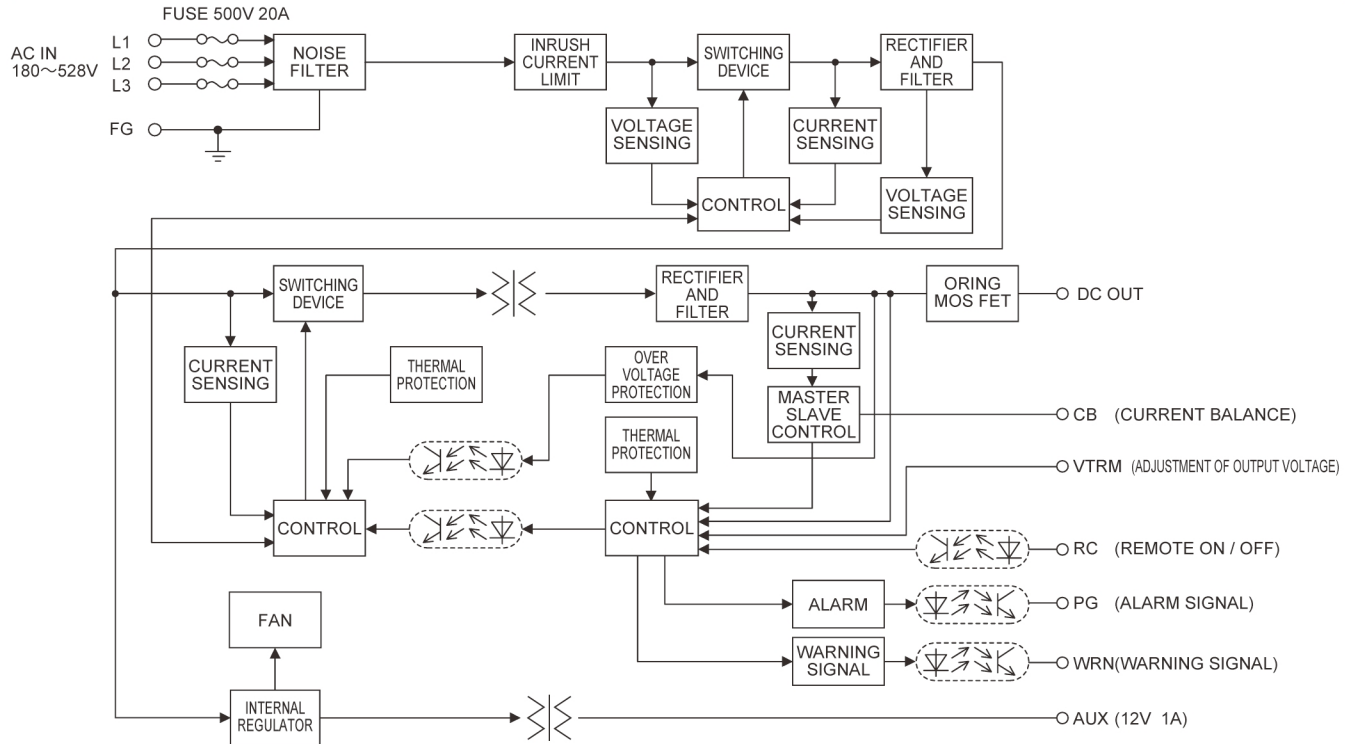 FUSE 500V 20A
AC IN
180～528V
L1
L2
L3
FG
NOISE
FILTER
INRUSH
CURRENT
LIMIT
SWITCHING
DEVICE
RECTIFIER
AND
FILTER
VOLTAGE
SENSING
CURRENT
SENSING
CONTROL
VOLTAGE
SENSING
SWITCHING
DEVICE
RECTIFIER
AND
FILTER
ORING
MOS FET
DC OUT
CURRENT
SENSING
THERMAL
PROTECTION
OVER
VOLTAGE
PROTECTION
CURRENT
SENSING
MASTER
SLAVE
CONTROL
CB (CURRENT BALANCE)
THERMAL
PROTECTION
VTRM (ADJUSTMENT OF OUTPUT VOLTAGE)
CONTROL
CONTROL
RC (REMOTE ON / OFF)
ALARM
PG (ALARM SIGNAL)
FAN
WARNING
SIGNAL
WRN(WARNING SIGNAL)
INTERNAL
REGULATOR
AUX (12V 1A)